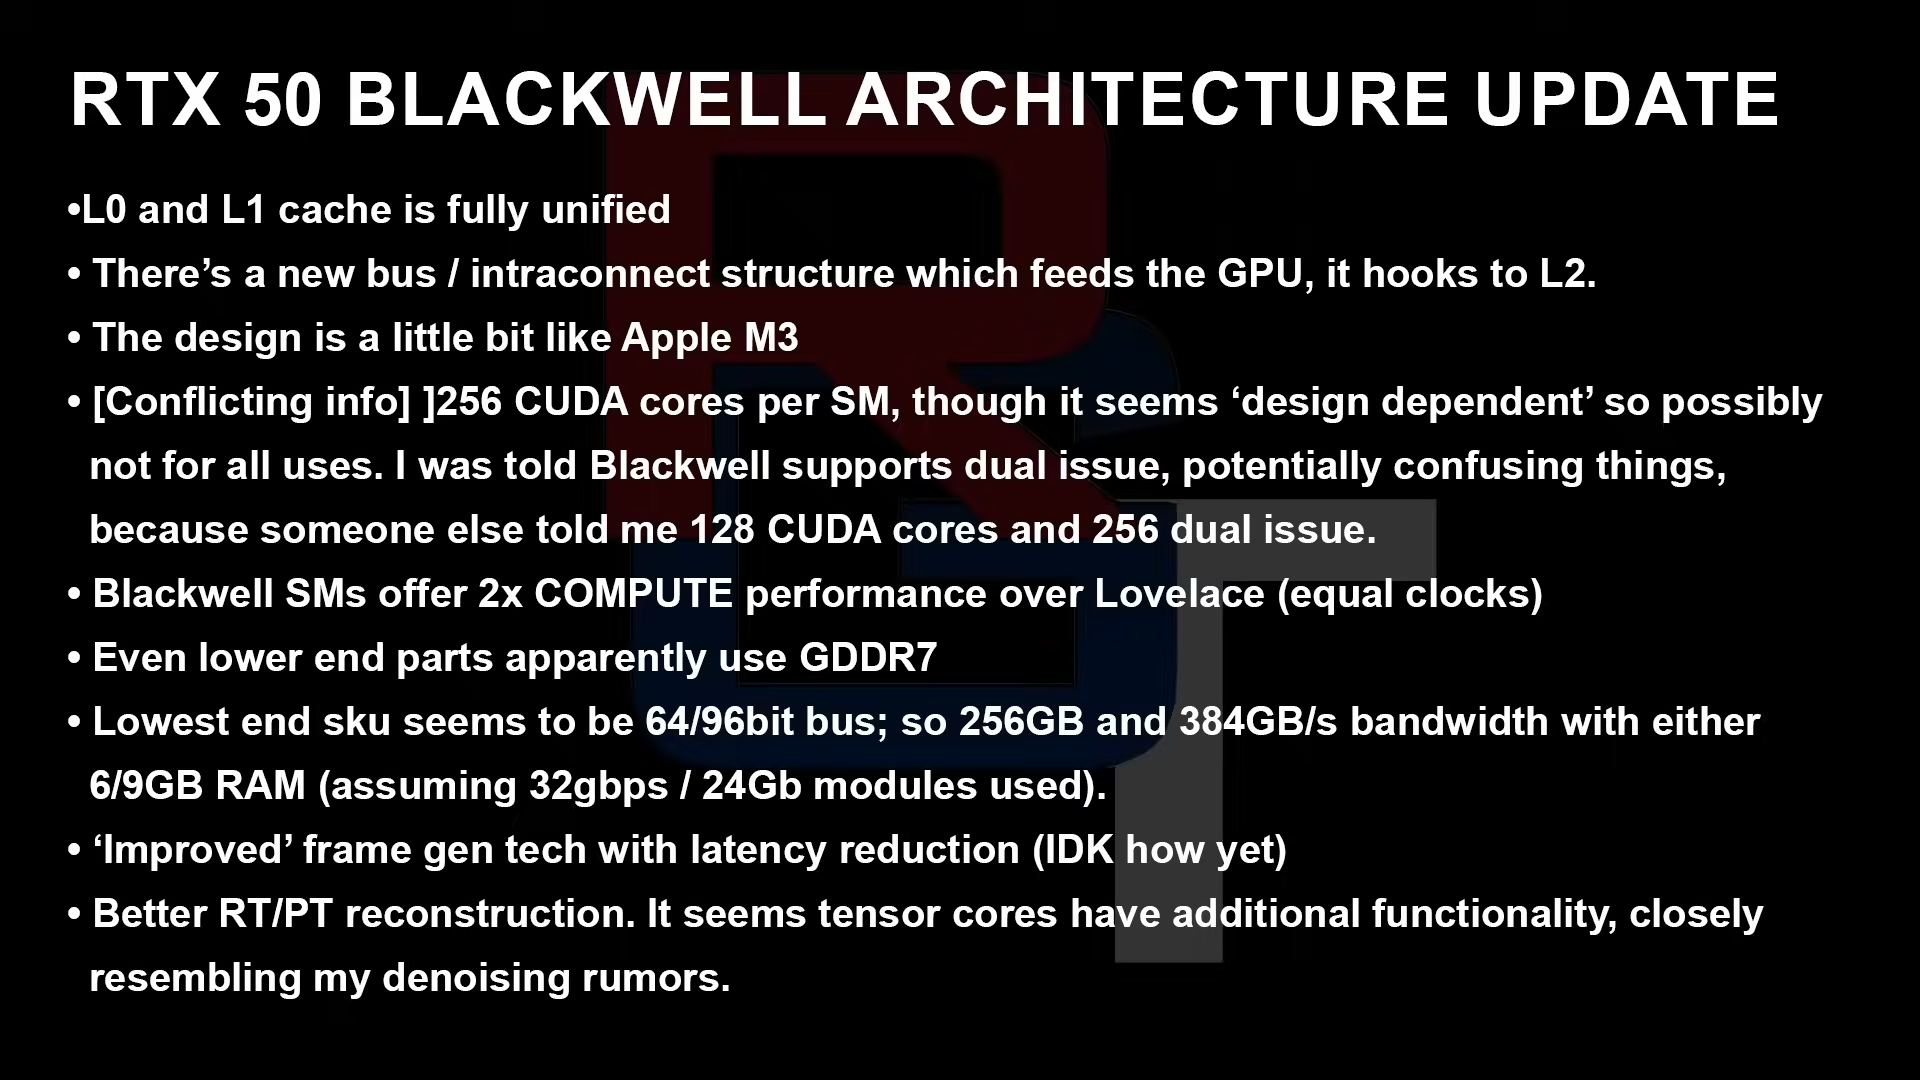 RTX 50 BLACKWELL ARCHITECTURE UPDATE
•L0 and L1 cache is fully unified
• There’s a new bus / intraconnect structure which feeds the GPU, it hooks to L2.
• The design is a little bit like Apple M3
• [Conflicting info] ]256 CUDA cores per SM, though it seems ‘design dependent’ so possibly
not for all uses. I was told Blackwell supports dual issue, potentially confusing things,
because someone else told me 128 CUDA cores and 256 dual issue.
• Blackwell SMs offer 2x COMPUTE performance over Lovelace (equal clocks)
• Even lower end parts apparently use GDDR7
• Lowest end sku seems to be 64/96bit bus; so 256GB and 384GB/s bandwidth with either
6/9GB RAM (assuming 32gbps / 24Gb modules used).
• ‘Improved’ frame gen tech with latency reduction (IDK how yet)
• Better RT/PT reconstruction. It seems tensor cores have additional functionality, closely
resembling my denoising rumors.